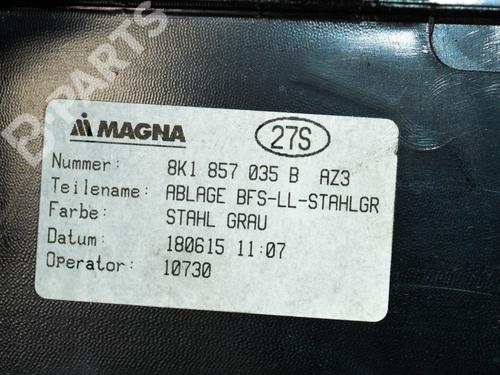 B-PARTS
MAGNA 27S
Nummer: 8K1 857 035 B AZ3
Teilename: ABLAGE BFS-LL-STAHLGR
Farbe: STAHL GRAU
Datum: 180615 11:07
Operator: 10730